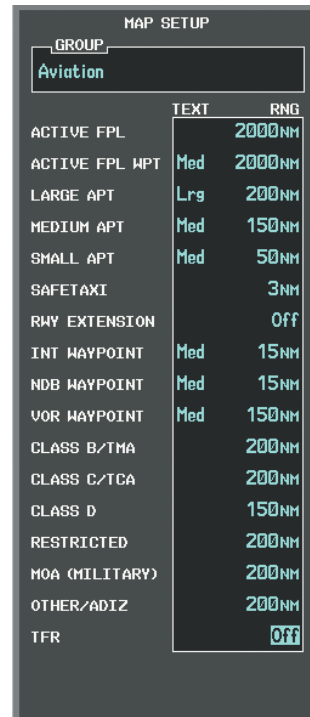 MAP SETUP
GROUP
Aviation
TEXT RNG
ACTIVE FPL 2000NM
ACTIVE FPL WPT Med 2000NM
LARGE APT Lrg 200NM
MEDIUM APT Med 150NM
SMALL APT Med 50NM
SAFETAXI 3NM
RWY EXTENSION Off
INT WAYPOINT Med 15NM
NDB WAYPOINT Med 15NM
VOR WAYPOINT Med 150NM
CLASS B/TMA 200NM
CLASS C/TCA 200NM
CLASS D 150NM
RESTRICTED 200NM
MOA (MILITARY) 200NM
OTHER/ADIZ 200NM
TFR Off